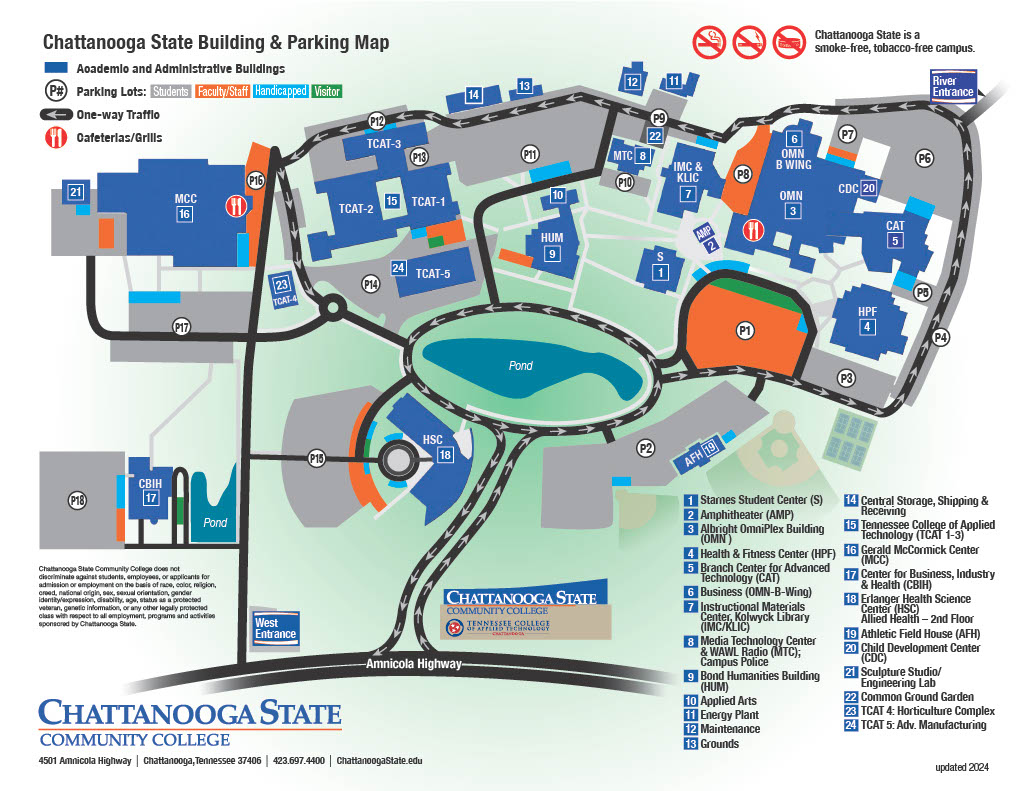 Chattanooga State Building & Parking Map
Academic and Administrative Buildings
P# Parking Lots: Students Faculty/Staff Handicapped Visitor
One-way Traffic
Cafeterias/Grills
Chattanooga State is a
smoke-free, tobacco-free campus.
River
Entrance
12
11
13
14
P12
P9
22
TCAT-3
P13
P11
MTC 8
P10
IMC &
KLIC
7
P8
6
OMN
B WING
P7
P6
OMN
3
CDC 20
CAT
5
P16
21
MCC
16
TCAT-2
15
TCAT-1
10
HUM
9
AMP
2
S
1
24
TCAT-5
P14
23
TCAT-4
P17
P5
HPF
4
P4
P1
P3
Pond
P2
AFH 19
HSC
18
P15
P18
CBIH
17
Pond
Chattanooga State Community College does not
discriminate against students, employees, or applicants for
admission or employment on the basis of race, color, religion,
creed, national origin, sex, sexual orientation, gender
identity/expression, disability, age, status as a protected
veteran, genetic information, or any other legally protected
class with respect to all employment, programs and activities
sponsored by Chattanooga State.
West
Entrance
CHATTANOOGA STATE
COMMUNITY COLLEGE
TENNESSEE COLLEGE
OF APPLIED TECHNOLOGY
CHATTANOOGA
Amnicola Highway
1 Starnes Student Center (S)
2 Amphitheater (AMP)
3 Albright OmniPlex Building
(OMN )
4 Health & Fitness Center (HPF)
5 Branch Center for Advanced
Technology (CAT)
6 Business (OMN-B-Wing)
7 Instructional Materials
Center, Kolwyck Library
(IMC/KLIC)
8 Media Technology Center
& WAWL Radio (MTC);
Campus Police
9 Bond Humanities Building
(HUM)
10 Applied Arts
11 Energy Plant
12 Maintenance
13 Grounds
14 Central Storage, Shipping &
Receiving
15 Tennessee College of Applied
Technology (TCAT 1-3)
16 Gerald McCormick Center
(MCC)
17 Center for Business, Industry
& Health (CBIH)
18 Erlanger Health Science
Center (HSC)
Allied Health – 2nd Floor
19 Athletic Field House (AFH)
20 Child Development Center
(CDC)
21 Sculpture Studio/
Engineering Lab
22 Common Ground Garden
23 TCAT 4: Horticulture Complex
24 TCAT 5: Adv. Manufacturing
CHATTANOOGA STATE
COMMUNITY COLLEGE
4501 Amnicola Highway | Chattanooga,Tennessee 37406 | 423.697.4400 | ChattanoogaState.edu
updated 2024